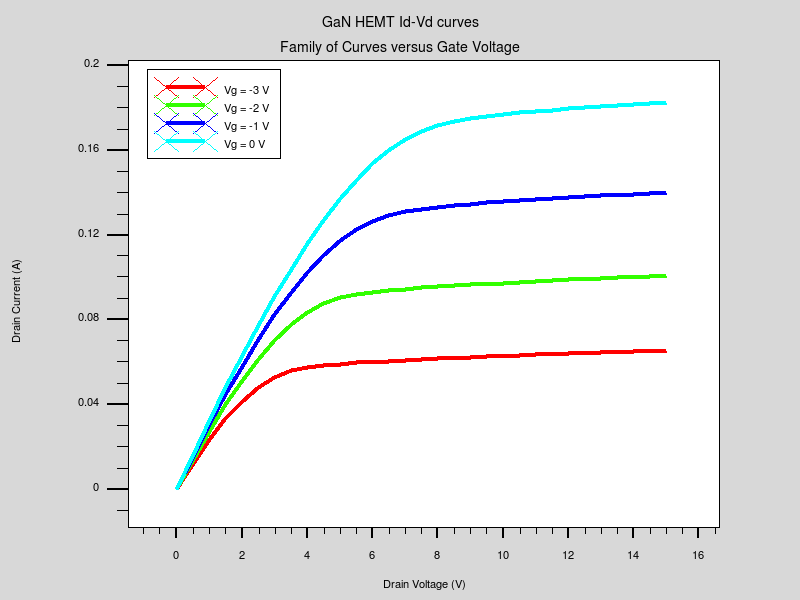 GaN HEMT Id-Vd curves
Family of Curves versus Gate Voltage
Vg = -3 V
Vg = -2 V
Vg = -1 V
Vg = 0 V
0.2
0.16
0.12
0.08
0.04
0
Drain Current (A)
0 2 4 6 8 10 12 14 16
Drain Voltage (V)